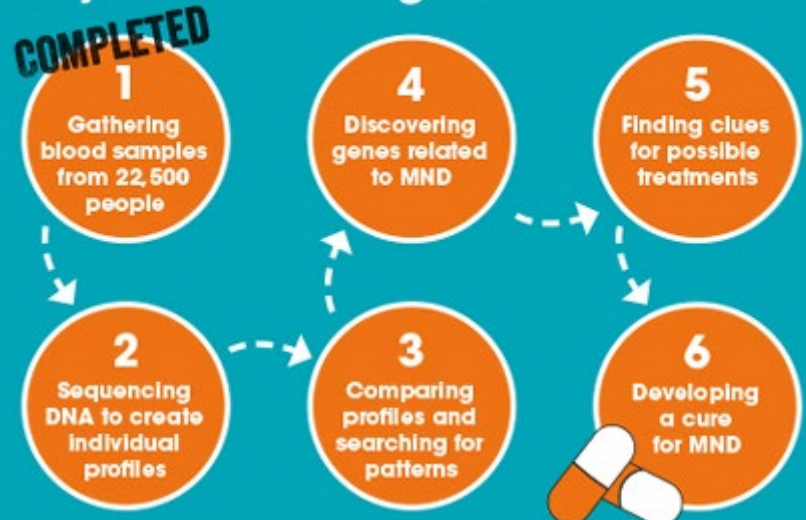 COMPLETED
1
Gathering
blood samples
from 22,500
people
2
Sequencing
DNA to create
individual
profiles
3
Comparing
profiles and
searching for
patterns
4
Discovering
genes related
to MND
5
Finding clues
for possible
treatments
6
Developing
a cure
for MND